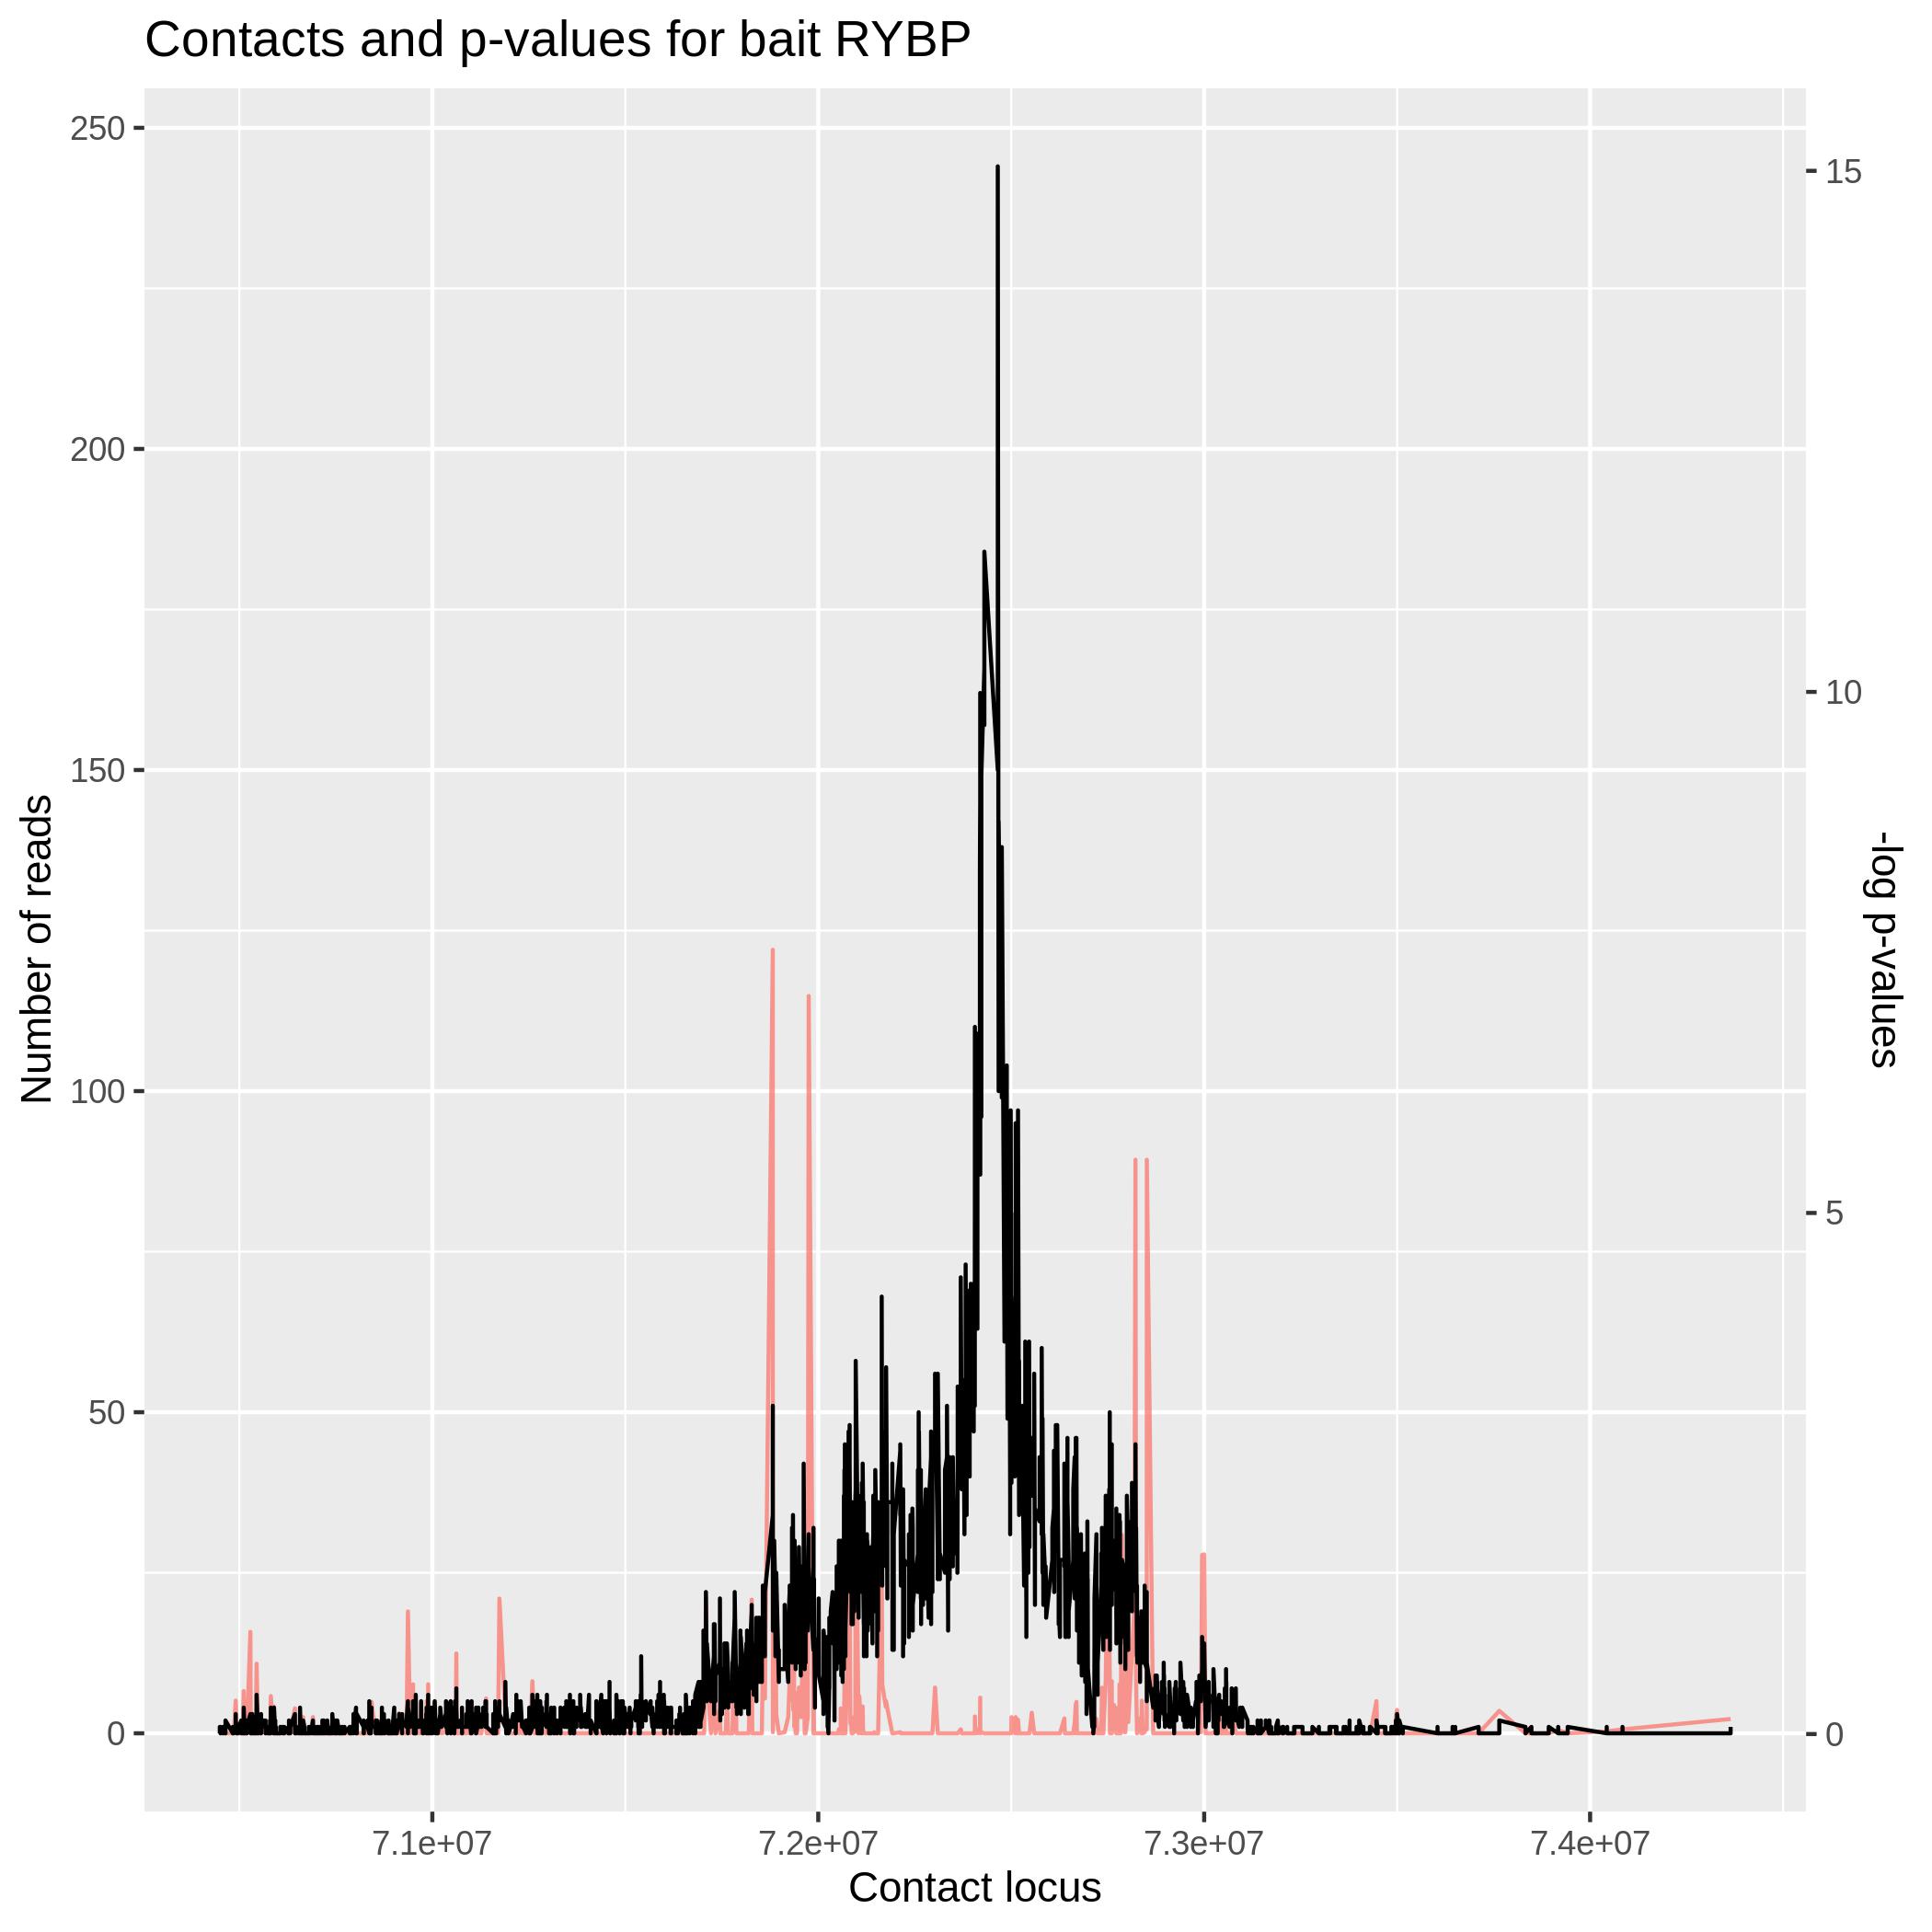 Contacts and p-values for bait RYBP
250
200
150
100
50
0
Number of reads
15
10
5
0
-log p-values
7.1e+07
7.2e+07
7.3e+07
7.4e+07
Contact locus